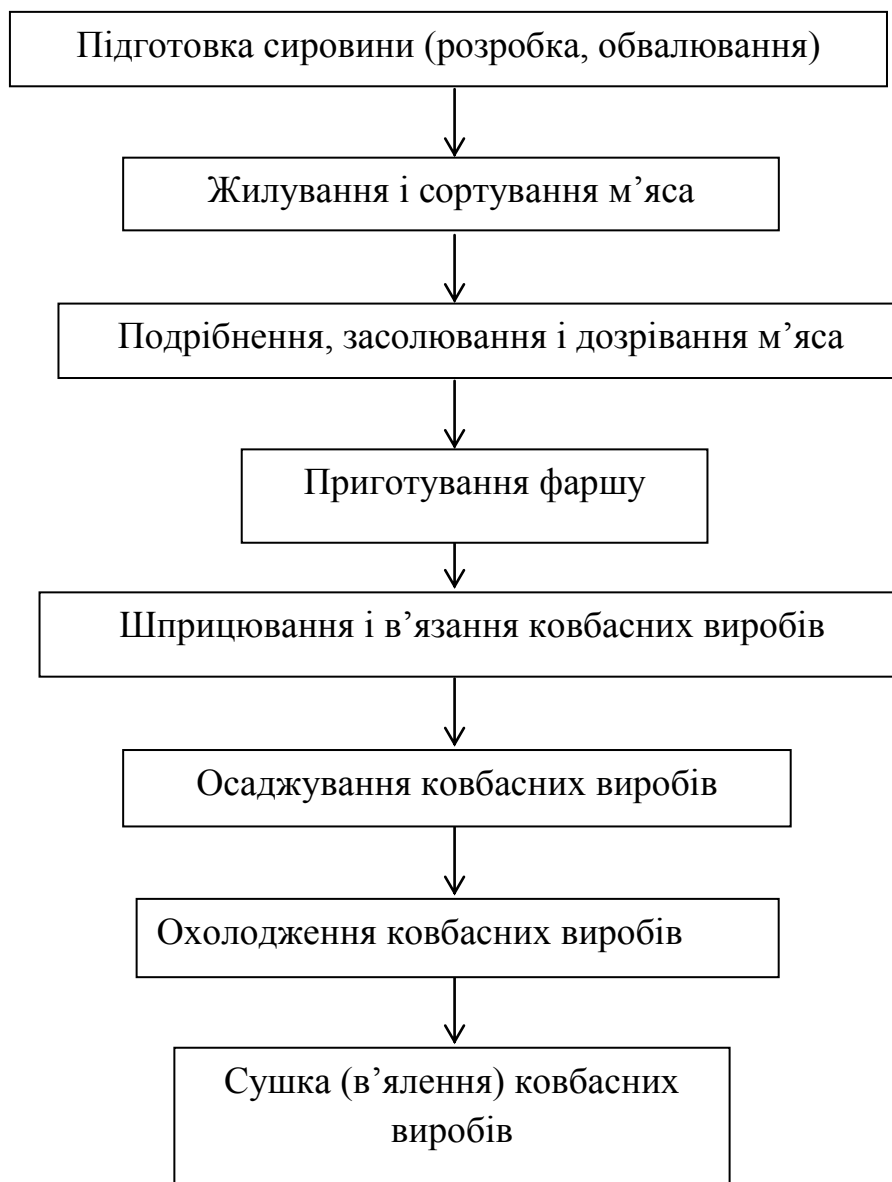 Підготовка сировини (розробка, обвалювання)
Жилування і сортування м’яса
Подрібнення, засолювання і дозрівання м’яса
Приготування фаршу
Шприцювання і в’язання ковбасних виробів
Осаджування ковбасних виробів
Охолодження ковбасних виробів
Сушка (в’ялення) ковбасних
виробів